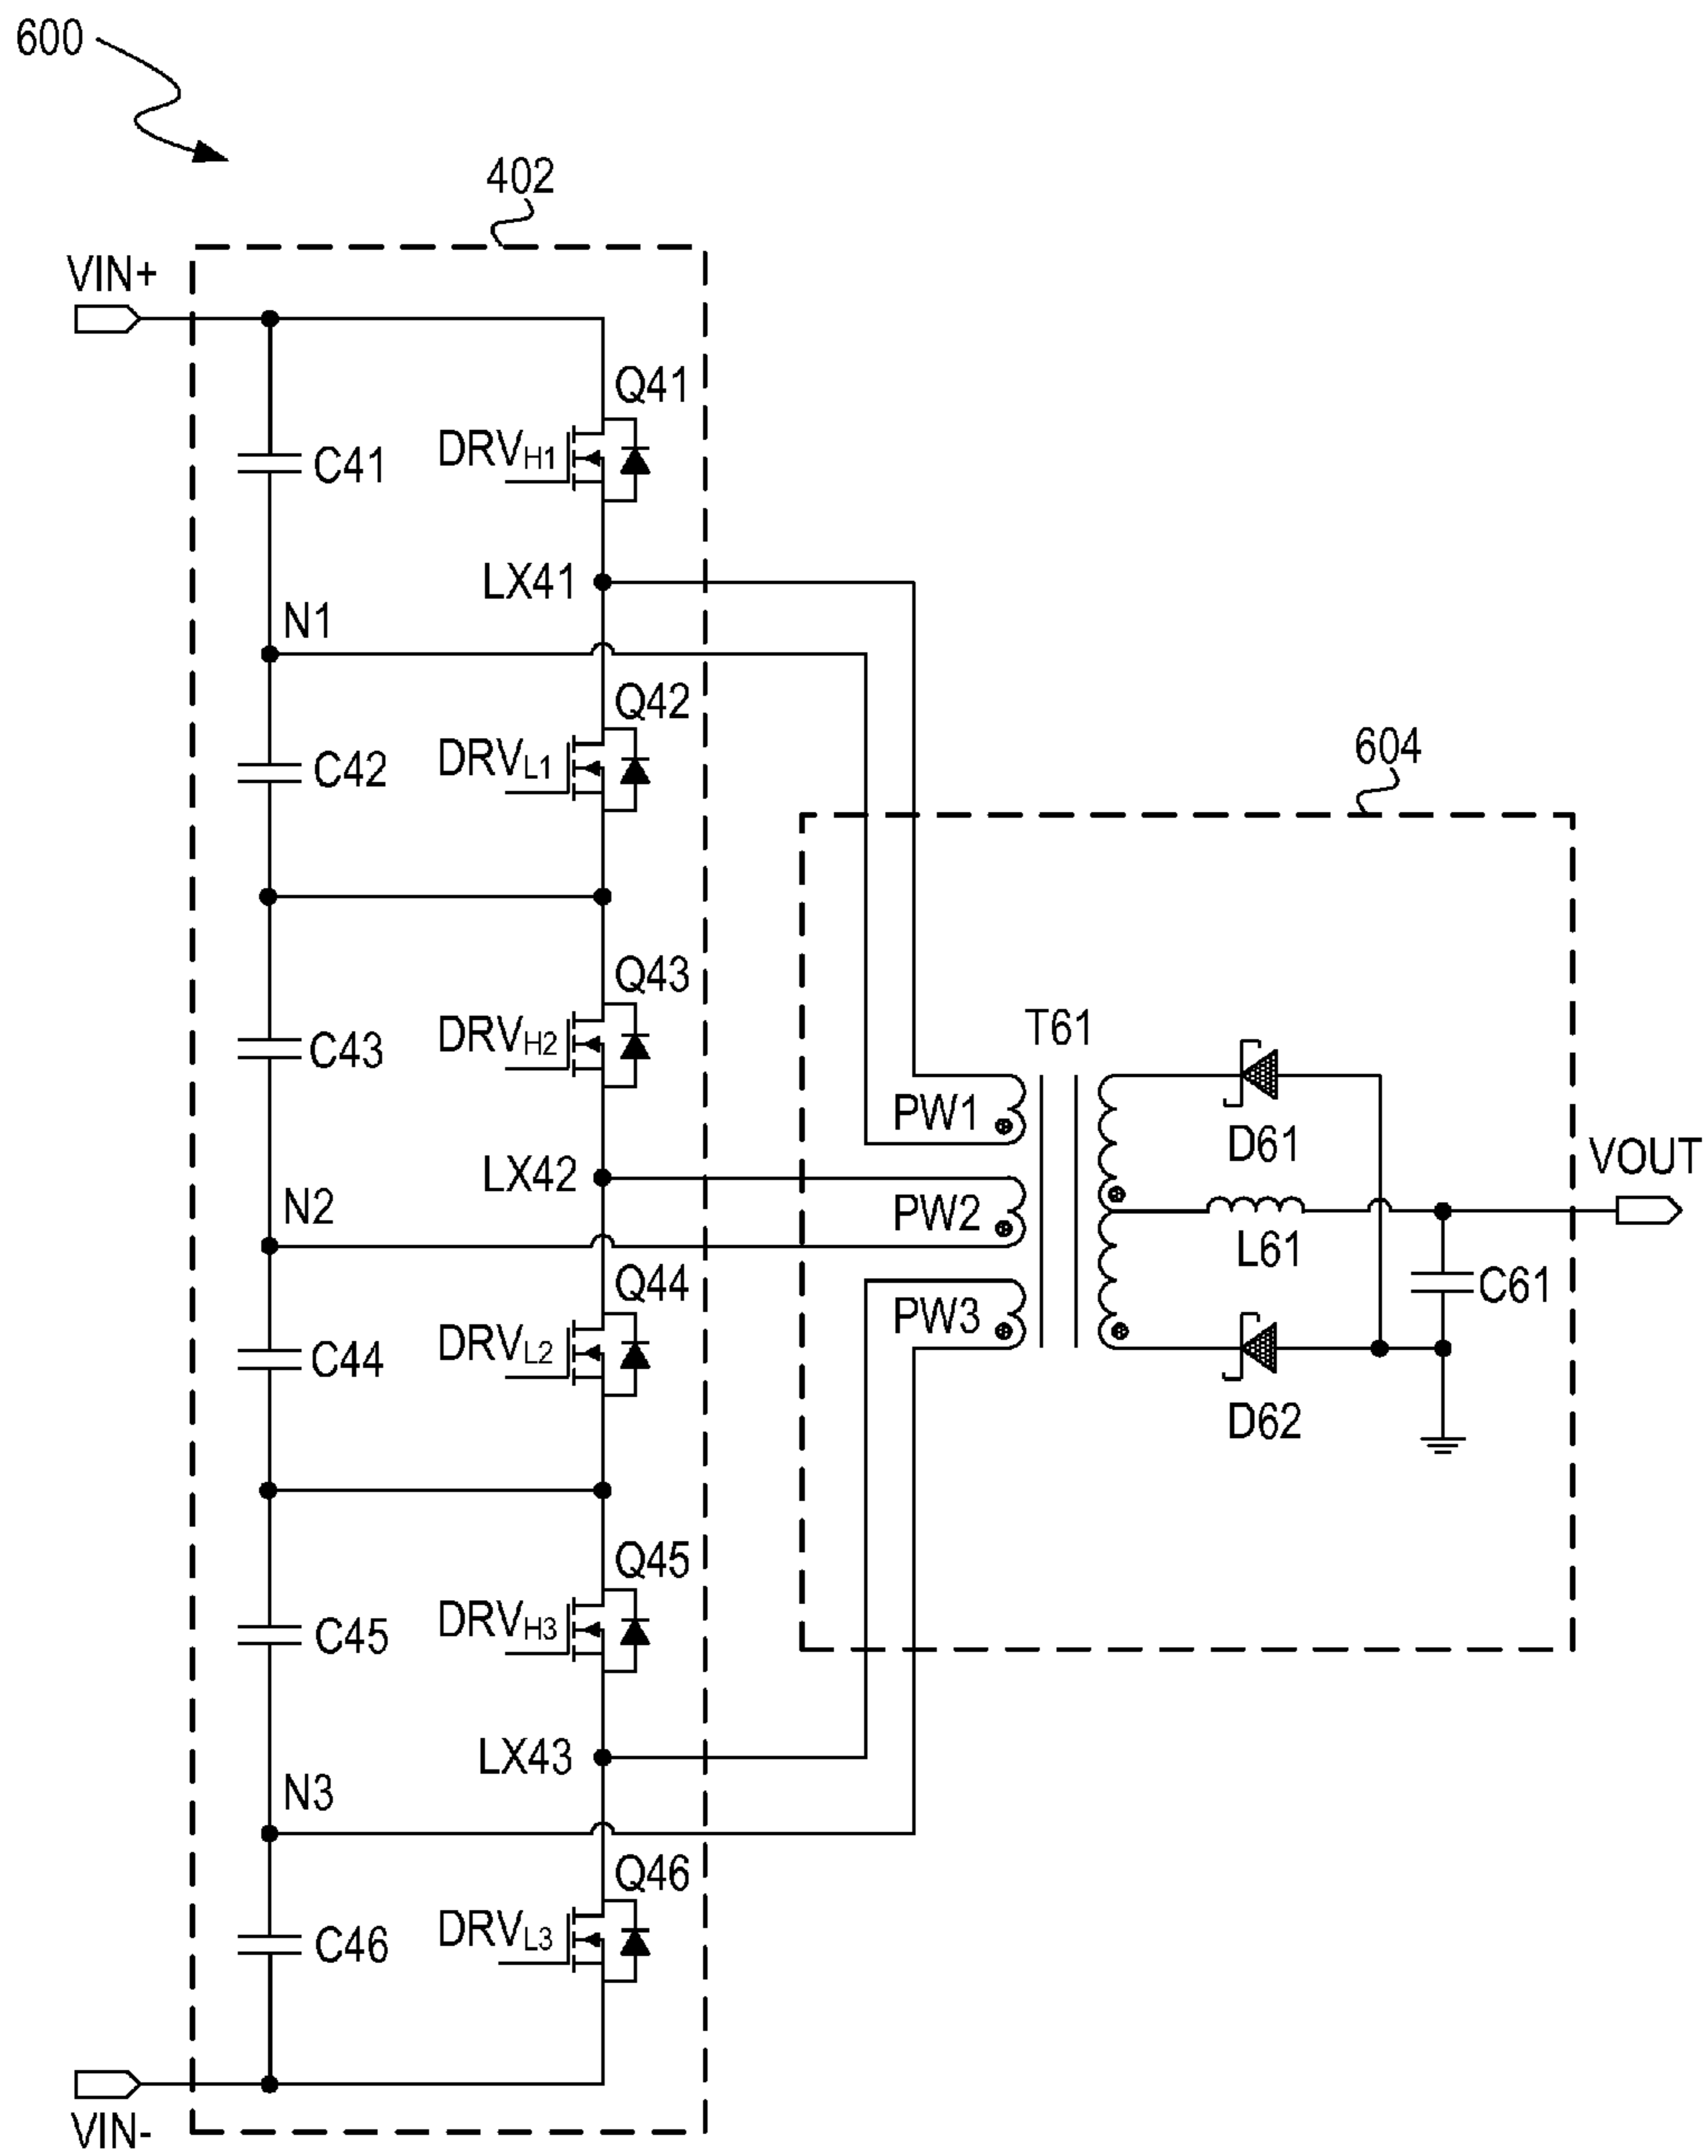 600
402
VIN+
Q41
DRVH1
C41
LX41
N1
Q42
DRVL1
C42
604
Q43
DRVH2
C43
T61
PW1
D61
VOUT
LX42
N2
PW2
L61
Q44
C61
PW3
DRVL2
C44
D62
Q45
DRVH3
C45
LX43
N3
Q46
DRVL3
C46
VIN-